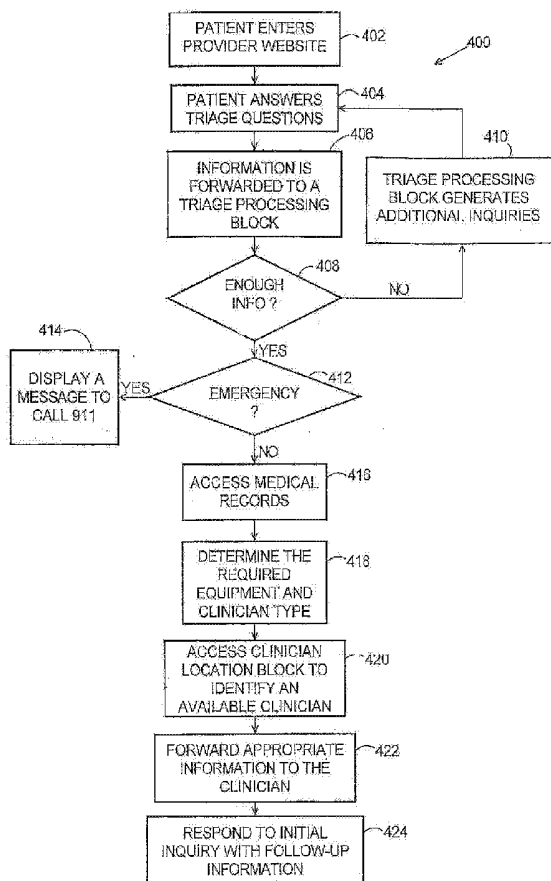 PATIENT ENTERS
PROVIDER WEBSITE
402
400
PATIENT ANSWERS
TRIAGE QUESTIONS
404
406
INFORMATION IS
FORWARDED TO A
TRIAGE PROCESSING
BLOCK
410
TRIAGE PROCESSING
BLOCK GENERATES
ADDITIONAL INQUIRIES
408
ENOUGH
INFO ?
NO
YES
414
DISPLAY A
MESSAGE TO
CALL 911
YES
412
EMERGENCY
?
NO
ACCESS MEDICAL
RECORDS
416
DETERMINE THE
REQUIRED
EQUIPMENT AND
CLINICIAN TYPE
418
ACCESS CLINICIAN
LOCATION BLOCK TO
IDENTIFY AN
AVAILABLE CLINICIAN
420
FORWARD APPROPRIATE
INFORMATION TO THE
CLINICIAN
422
RESPOND TO INITIAL
INQUIRY WITH FOLLOW-UP
INFORMATION
424